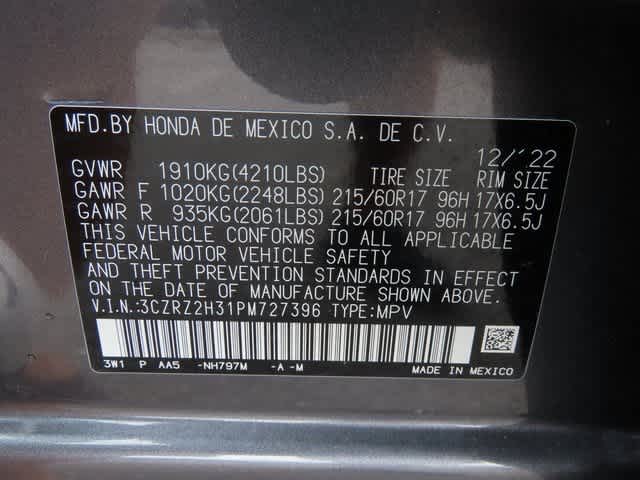 MFD.BY HONDA DE MEXICO S.A. DE C.V.
12/'22
GVWR 1910KG(4210LBS) TIRE SIZE RIM SIZE
GAWR F 1020KG(2248LBS) 215/60R17 96H 17X6.5J
GAWR R 935KG(2061LBS) 215/60R17 96H 17X6.5J
THIS VEHICLE CONFORMS TO ALL APPLICABLE
FEDERAL MOTOR VEHICLE SAFETY
AND THEFT PREVENTION STANDARDS IN EFFECT
ON THE DATE OF MANUFACTURE SHOWN ABOVE.
V.I.N.:3CZRZ2H31PM727396 TYPE:MPV
3W1 P AA5 -NH797M -A -M MADE IN MEXICO